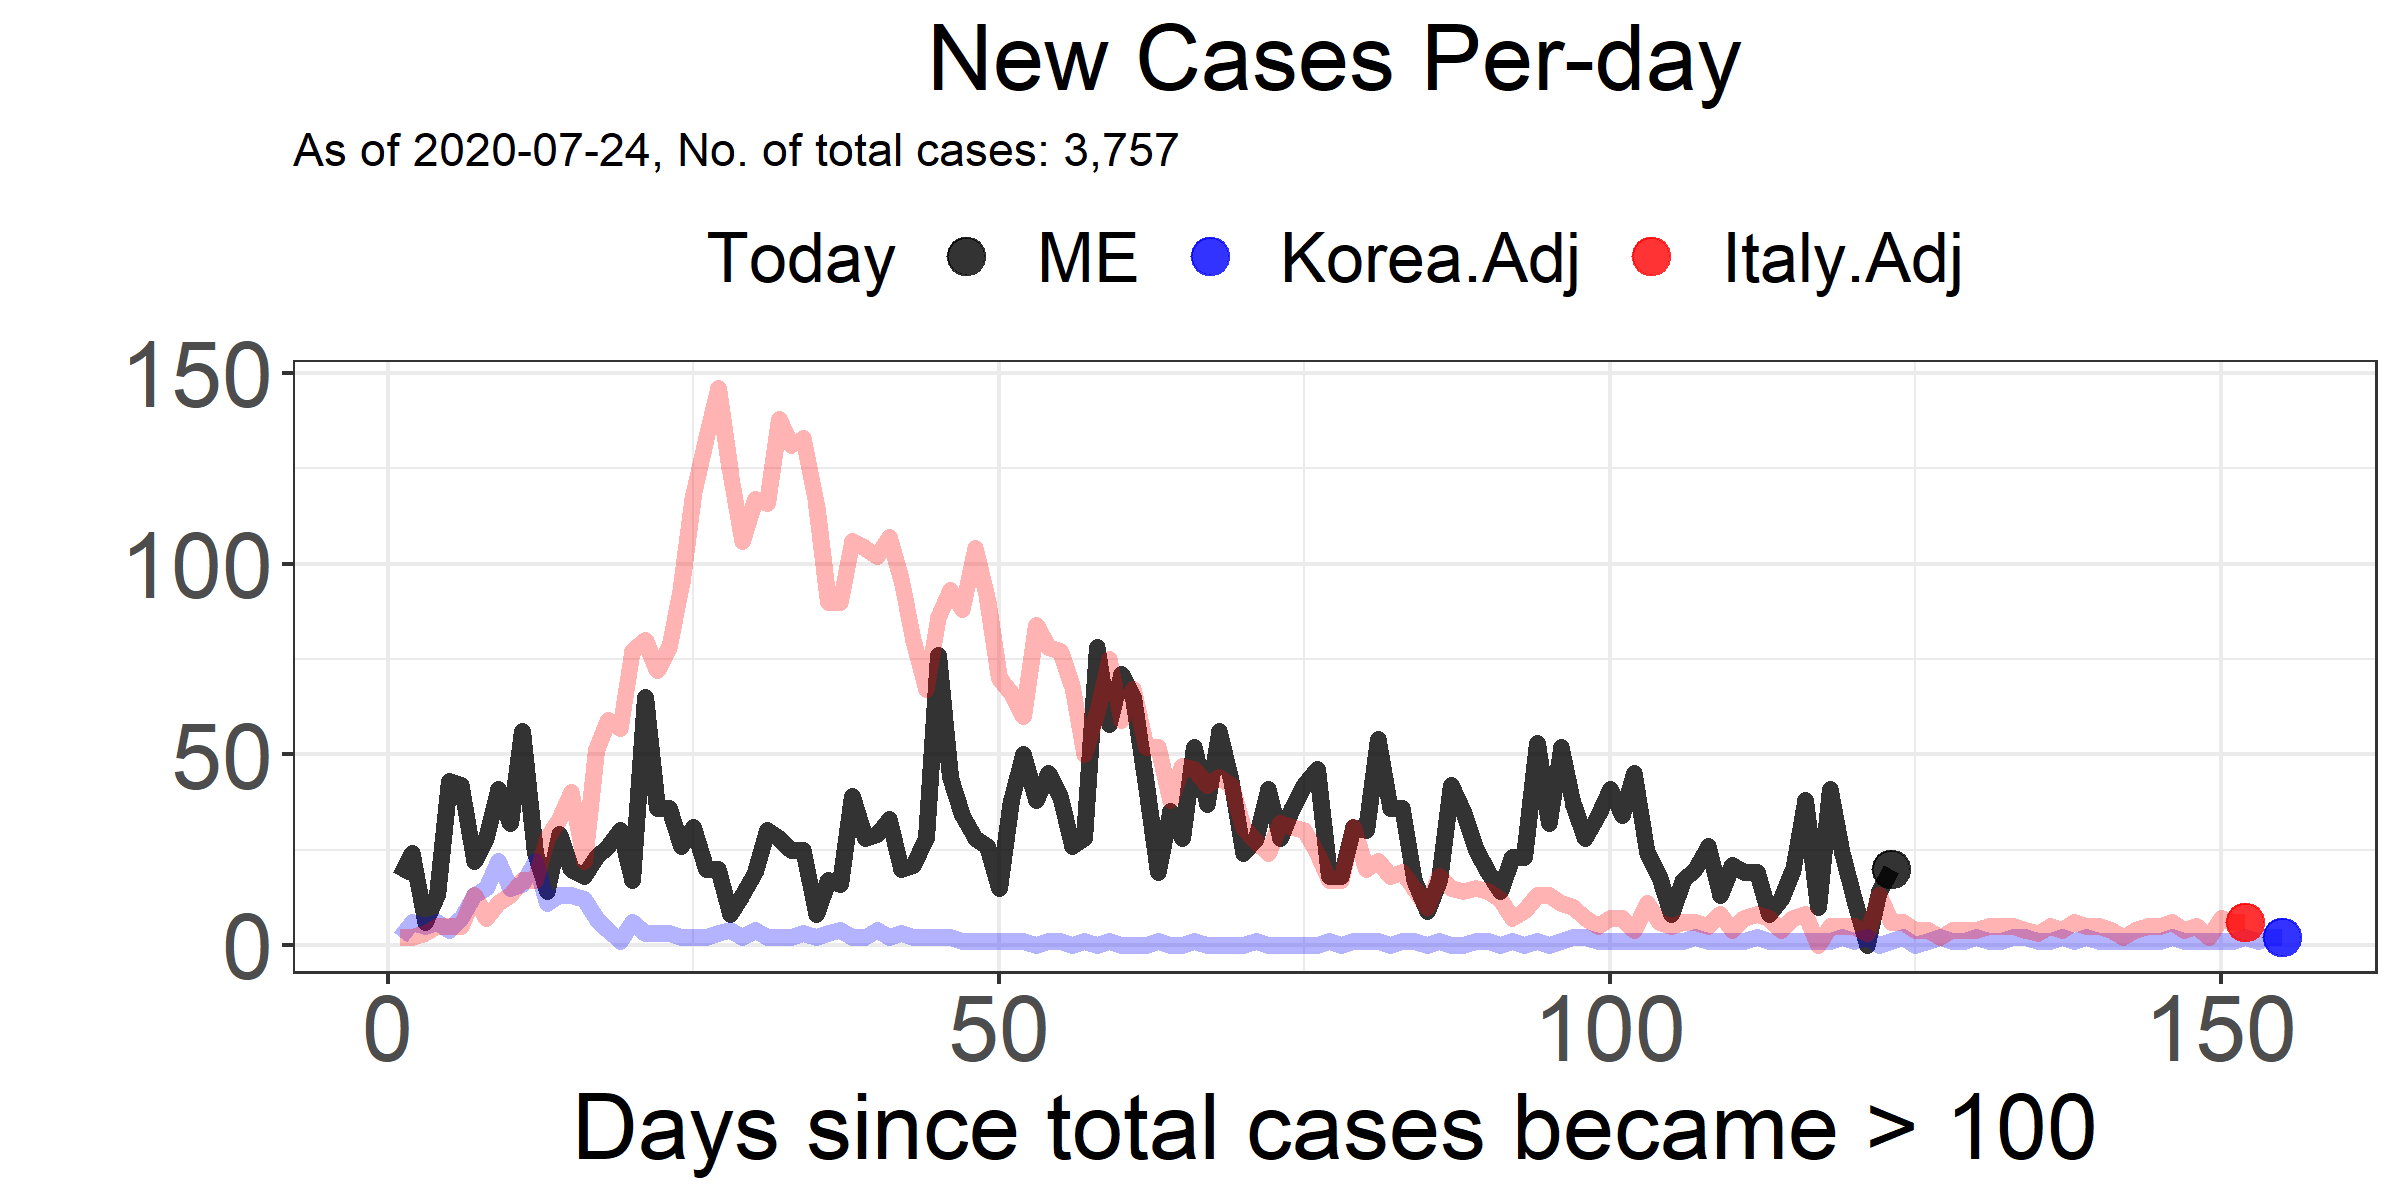 New Cases Per-day
As of 2020-07-24, No. of total cases: 3,757
Today ME Korea.Adj Italy.Adj
150
100
50
0
0 50 100 150
Days since total cases became > 100